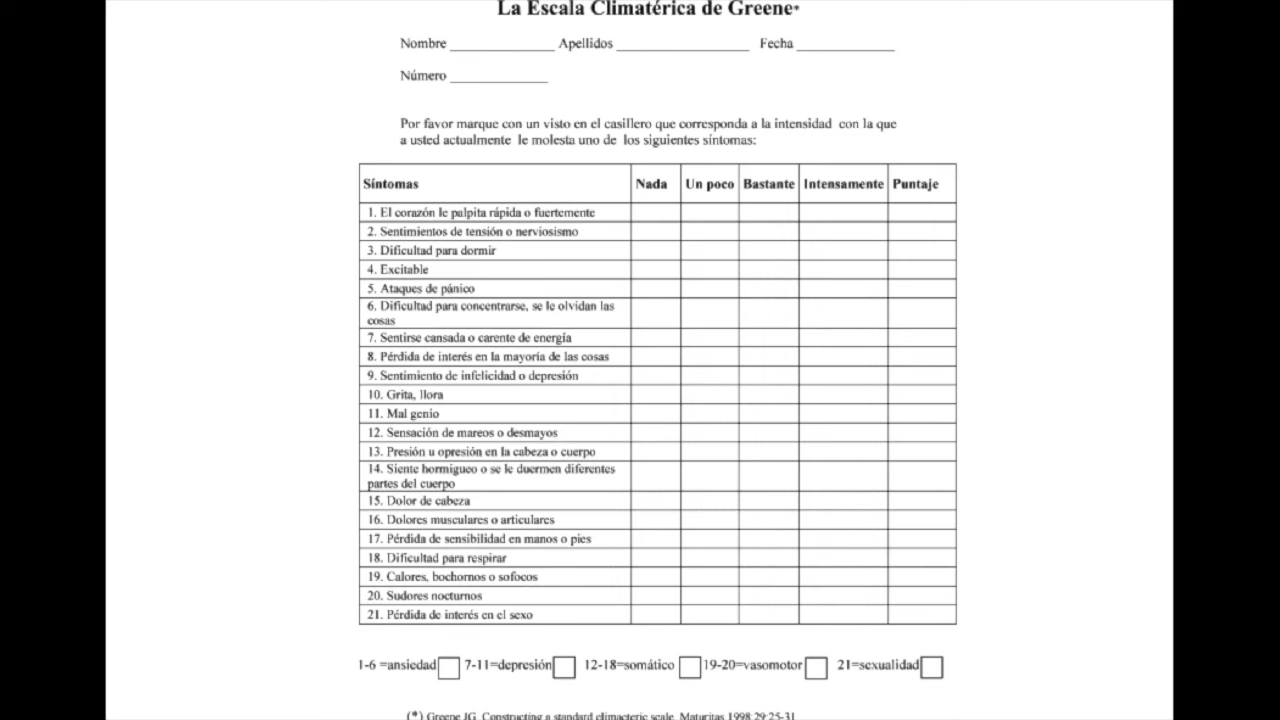 La Escala Climatérica de Greene*
Nombre _______________ Apellidos ___________________ Fecha ______________
Número ______________
Por favor marque con un visto en el casillero que corresponda a la intensidad con la que
a usted actualmente le molesta uno de los siguientes síntomas:
Síntomas Nada Un poco Bastante Intensamente Puntaje
1. El corazón le palpita rápida o fuertemente
2. Sentimientos de tensión o nerviosismo
3. Dificultad para dormir
4. Excitable
5. Ataques de pánico
6. Dificultad para concentrarse, se le olvidan las
cosas
7. Sentirse cansada o carente de energía
8. Pérdida de interés en la mayoría de las cosas
9. Sentimiento de infelicidad o depresión
10. Grita, llora
11. Mal genio
12. Sensación de mareos o desmayos
13. Presión u opresión en la cabeza o cuerpo
14. Siente hormigueo o se le duermen diferentes
partes del cuerpo
15. Dolor de cabeza
16. Dolores musculares o articulares
17. Pérdida de sensibilidad en manos o pies
18. Dificultad para respirar
19. Calores, bochornos o sofocos
20. Sudores nocturnos
21. Pérdida de interés en el sexo
1-6 =ansiedad 7-11=depresión 12-18=somático 19-20=vasomotor 21=sexualidad
(*) Greene JG. Constructing a standard climacteric scale. Maturitas 1998;29:25-31